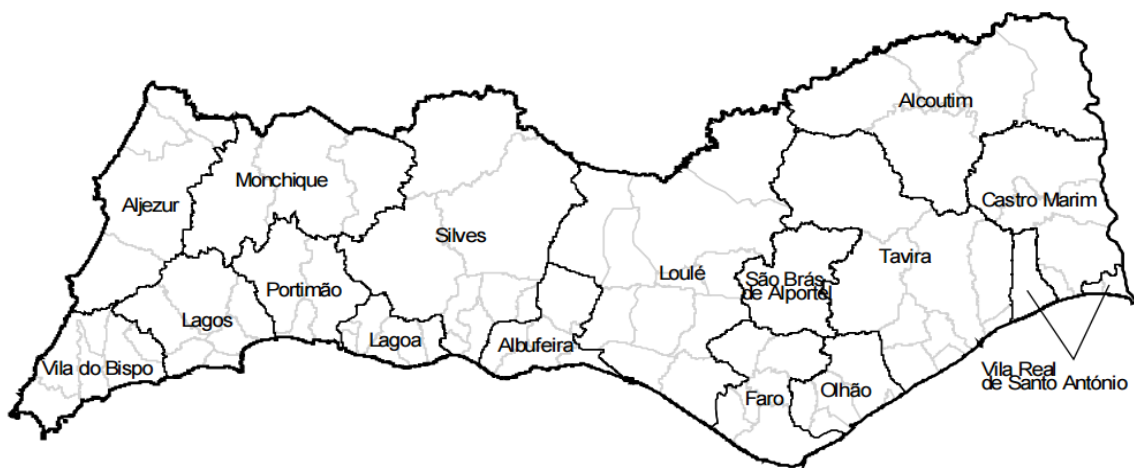 Alcoutim
Monchique
Aljezur
Castro Marim
Silves
Tavira
Loulé
São Brás
de Alportel
Portimão
Lagos
Lagoa
Albufeira
Vila do Bispo
Vila Real
de Santo António
Olhão
Faro